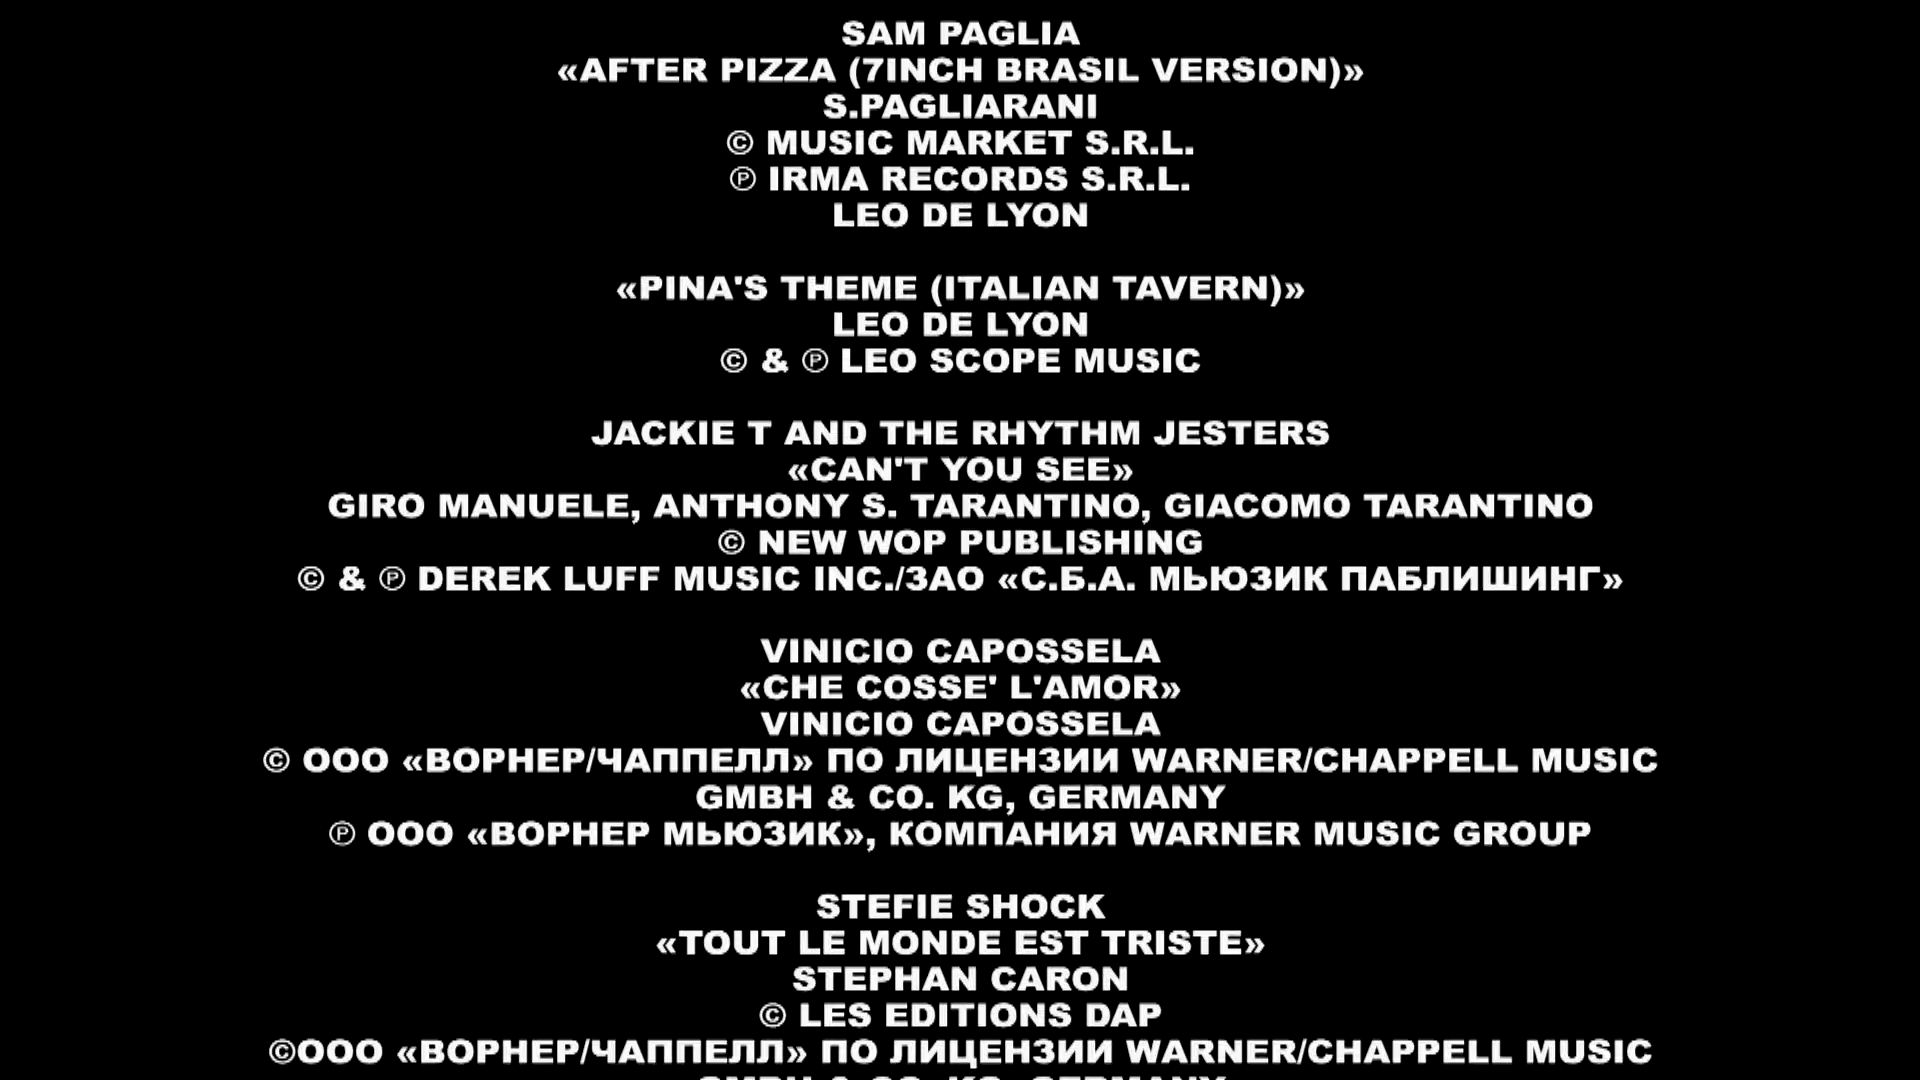 SAM PAGLIA
«AFTER PIZZA (7INCH BRASIL VERSION)»
S.PAGLIARANI
© MUSIC MARKET S.R.L.
℗ IRMA RECORDS S.R.L.
LEO DE LYON
«PINA'S THEME (ITALIAN TAVERN)»
LEO DE LYON
© & ℗ LEO SCOPE MUSIC
JACKIE T AND THE RHYTHM JESTERS
«CAN'T YOU SEE»
GIRO MANUELE, ANTHONY S. TARANTINO, GIACOMO TARANTINO
© NEW WOP PUBLISHING
© & ℗ DEREK LUFF MUSIC INC./ЗАО «С.Б.А. МЬЮЗИК ПАБЛИШИНГ»
VINICIO CAPOSSELA
«CHE COSSE' L'AMOR»
VINICIO CAPOSSELA
© ООО «ВОРНЕР/ЧАППЕЛЛ» ПО ЛИЦЕНЗИИ WARNER/CHAPPELL MUSIC
GMBH & CO. KG, GERMANY
℗ ООО «ВОРНЕР МЬЮЗИК», КОМПАНИЯ WARNER MUSIC GROUP
STEFIE SHOCK
«TOUT LE MONDE EST TRISTE»
STEPHAN CARON
© LES EDITIONS DAP
©ООО «ВОРНЕР/ЧАППЕЛЛ» ПО ЛИЦЕНЗИИ WARNER/CHAPPELL MUSIC